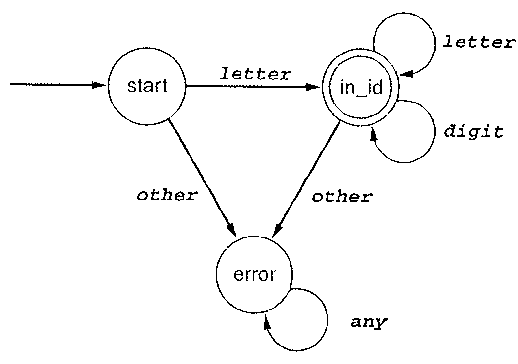 letter
start
letter
in_id
digit
other
other
error
any